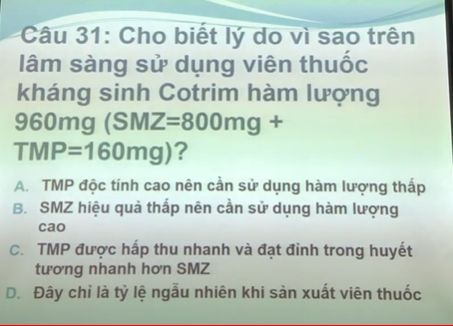 Câu 31: Cho biết lý do vì sao trên
lâm sàng sử dụng viên thuốc
kháng sinh Cotrim hàm lượng
960mg (SMZ=800mg +
TMP=160mg)?
A. TMP độc tính cao nên cần sử dụng hàm lượng thấp
B. SMZ hiệu quả thấp nên cần sử dụng hàm lượng
cao
C. TMP được hấp thu nhanh và đạt đỉnh trong huyết
tương nhanh hơn SMZ
D. Đây chỉ là tỷ lệ ngẫu nhiên khi sản xuất viên thuốc